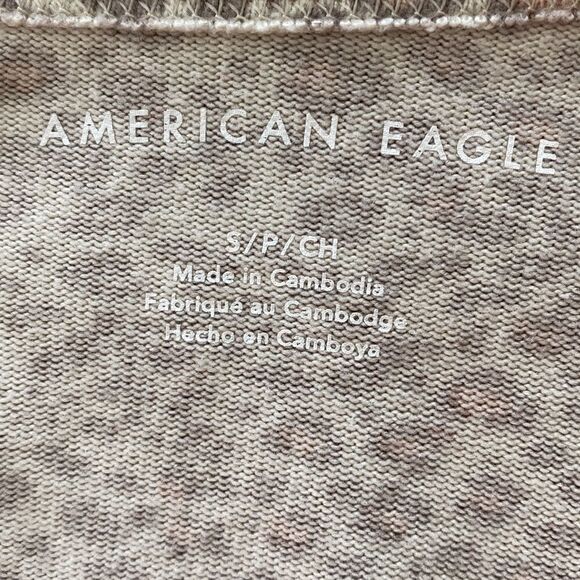 AMERICAN EAGLE
S/P/CH
Made in Cambodia
Fabriqué au Cambodge
Hecho en Camboya